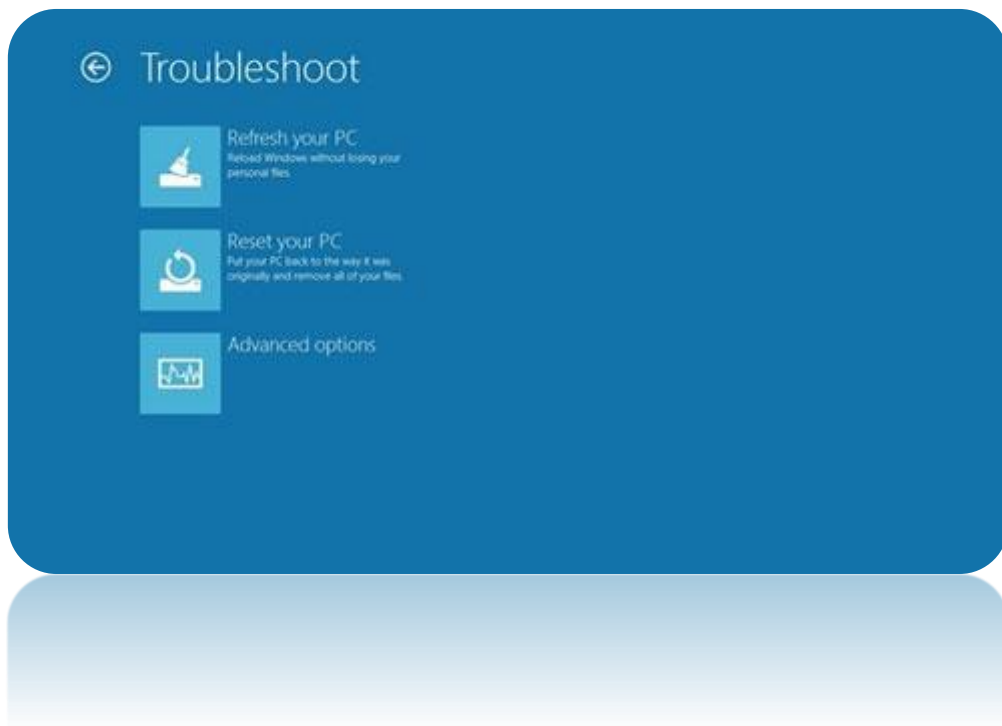 Troubleshoot
Refresh your PC
Reload Windows without losing your
personal files.
Reset your PC
Put your PC back to the way it was
originally and remove all of your files.
Advanced options